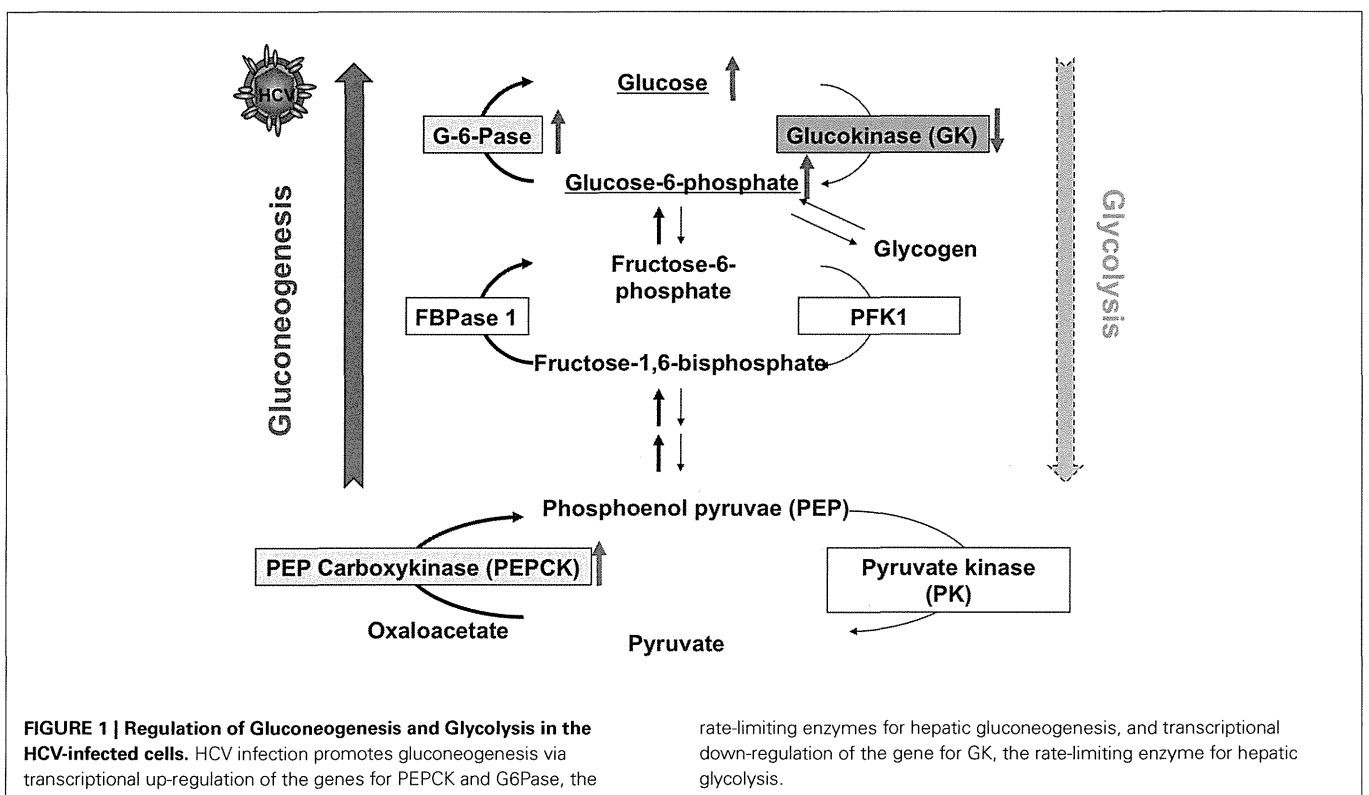 HCV
Glucose
G-6-Pase
Glucokinase (GK)
Glucose-6-phosphate
Glycogen
Gluconeogenesis
Glycolysis
Fructose-6-
phosphate
FBPase 1
PFK1
Fructose-1,6-bisphosphate
Phosphoenol pyruvae (PEP)
PEP Carboxykinase (PEPCK)
Pyruvate kinase
(PK)
Oxaloacetate
Pyruvate
FIGURE 1 | Regulation of Gluconeogenesis and Glycolysis in the
HCV-infected cells. HCV infection promotes gluconeogenesis via
transcriptional up-regulation of the genes for PEPCK and G6Pase, the
rate-limiting enzymes for hepatic gluconeogenesis, and transcriptional
down-regulation of the gene for GK, the rate-limiting enzyme for hepatic
glycolysis.